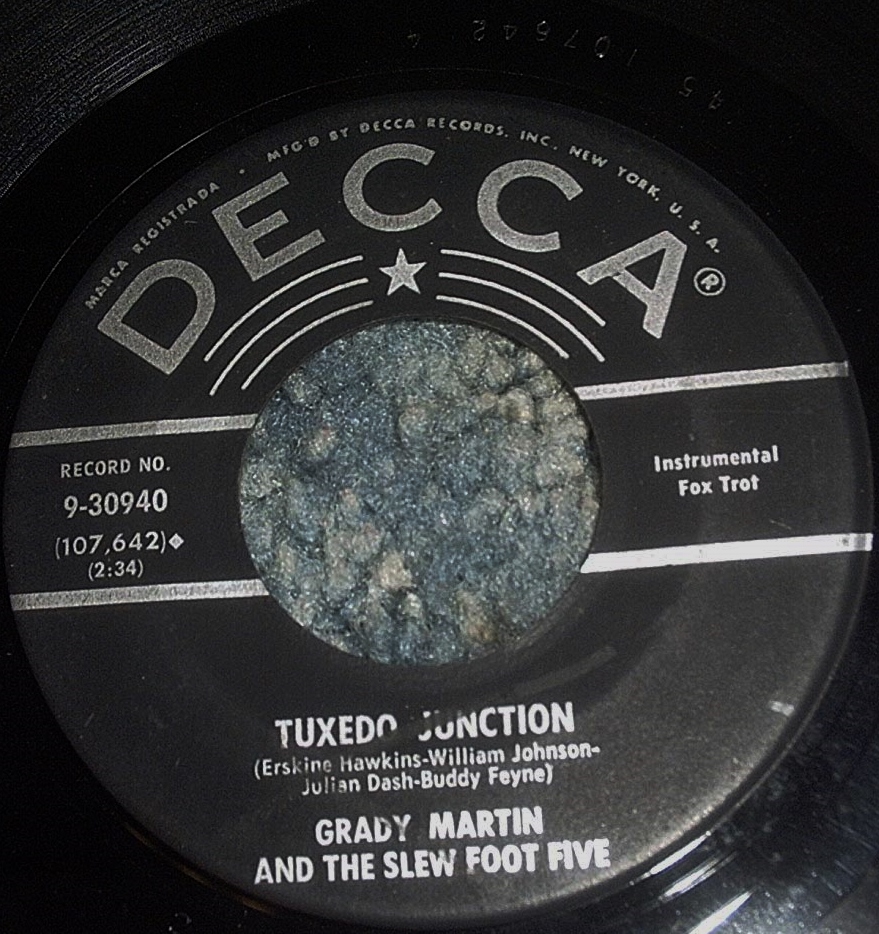 45 107642 4
MARCA REGISTRADA • MFG'D BY DECCA RECORDS, INC., NEW YORK, U.S.A.
DECCA®
RECORD NO.
9-30940
(107,642)◆
(2:34)
Instrumental
Fox Trot
TUXEDO JUNCTION
(Erskine Hawkins-William Johnson-
Julian Dash-Buddy Feyne)
GRADY MARTIN
AND THE SLEW FOOT FIVE